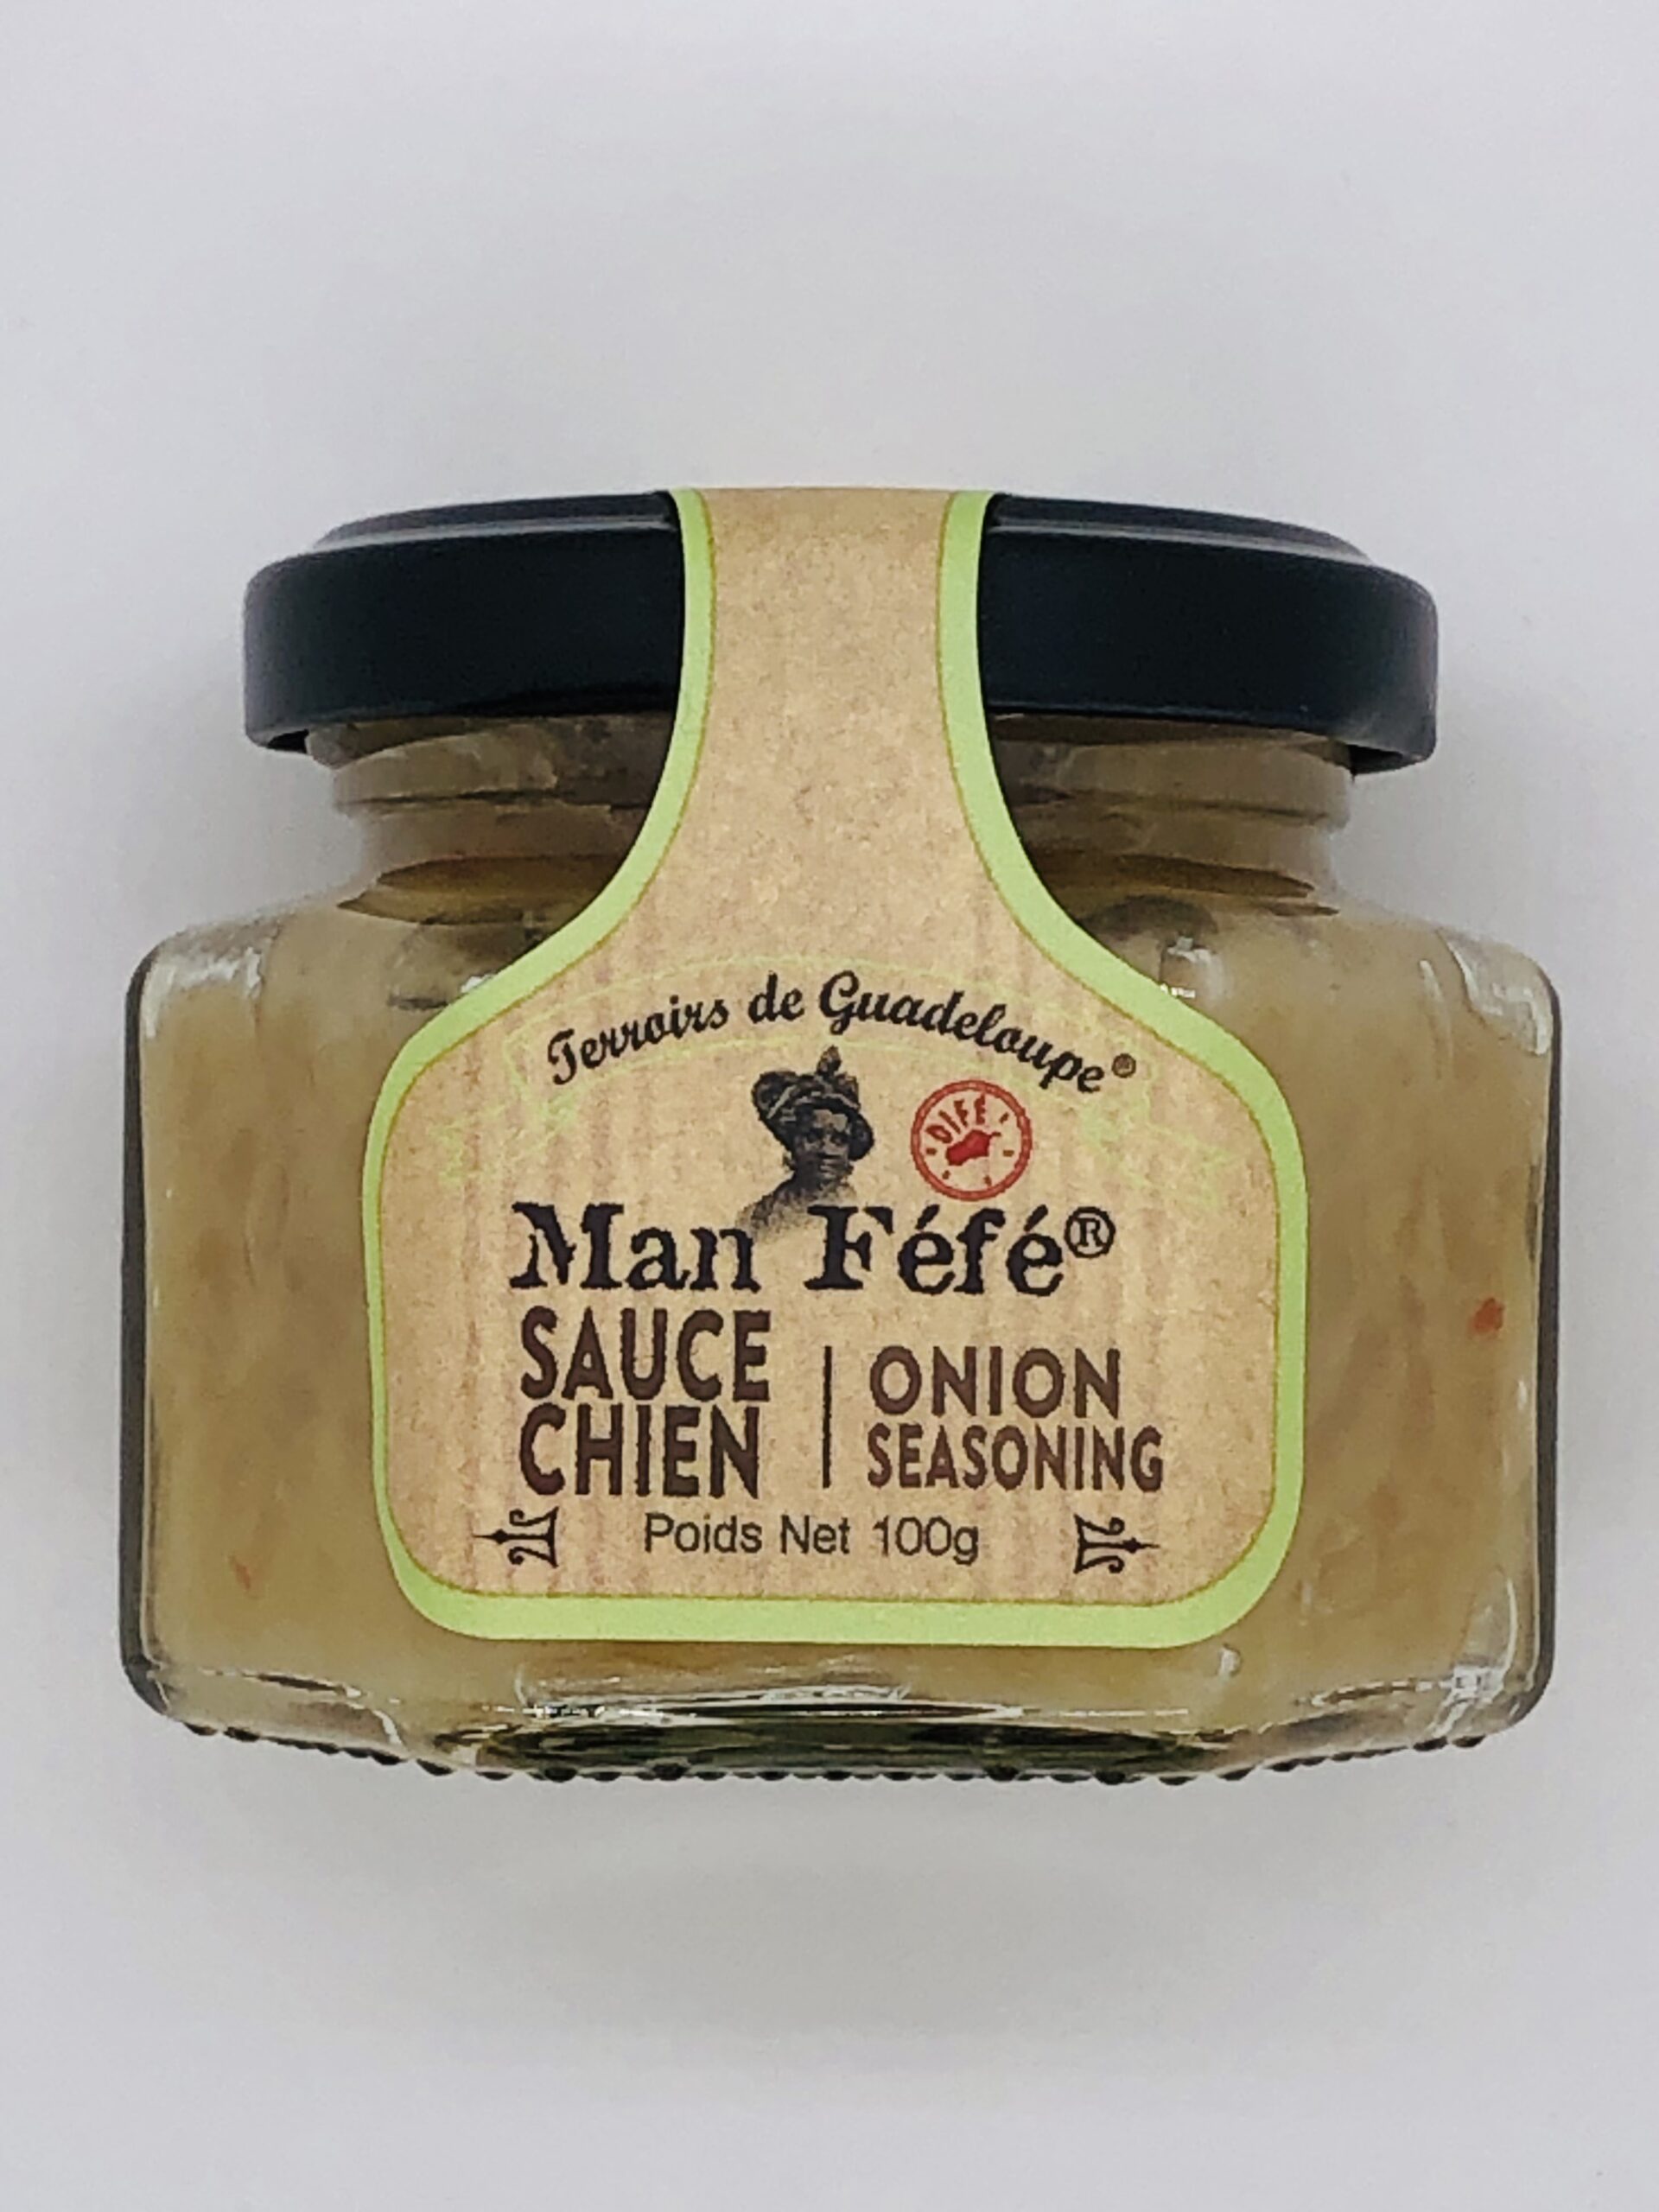 Terroirs de Guadeloupe®
DIFÉ
Man Féfé®
SAUCE
CHIEN
ONION
SEASONING
Poids Net 100g